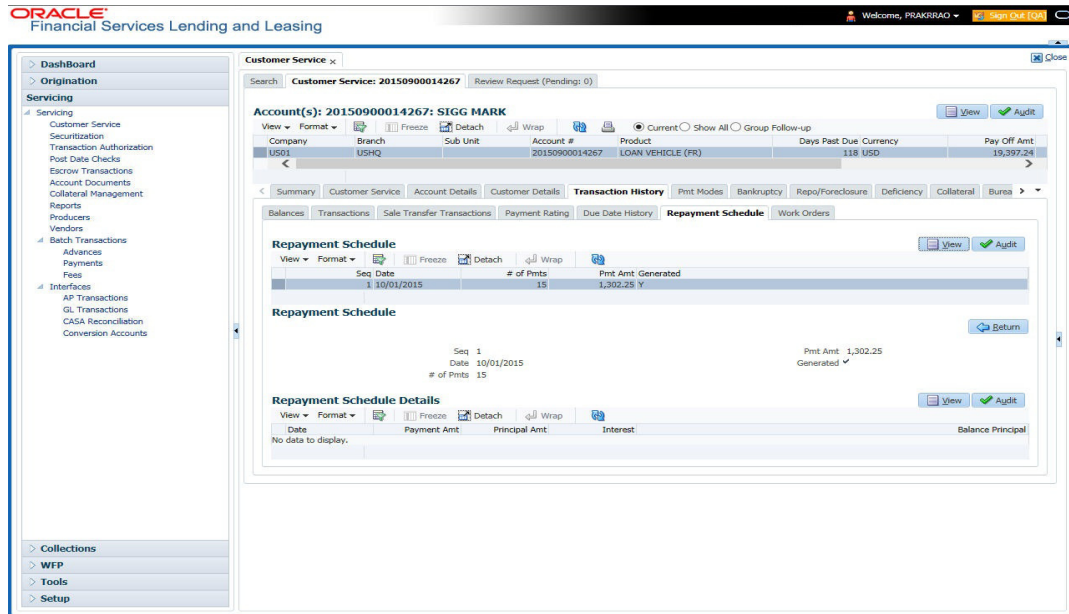 ORACLE
Financial Services Lending and Leasing
Welcome, PRAKRRAO
Sign Out [QA]
Close
DashBoard
Origination
Servicing
Servicing
Customer Service
Securitization
Transaction Authorization
Post Date Checks
Escrow Transactions
Account Documents
Collateral Management
Reports
Producers
Vendors
Batch Transactions
Advances
Payments
Fees
Interfaces
AP Transactions
GL Transactions
CASA Reconciliation
Conversion Accounts
Collections
WFP
Tools
Setup
Customer Service
Search Customer Service: 20150900014267 Review Request (Pending: 0)
Account(s): 20150900014267: SIGG MARK
View Audit
View Format Freeze Detach Wrap Current Show All Group Follow-up
Company Branch Sub Unit Account # Product Days Past Due Currency Pay Off Amt
US01 USHQ 20150900014267 LOAN VEHICLE (FR) 118 USD 19,397.24
Summary Customer Service Account Details Customer Details Transaction History Pmt Modes Bankruptcy Repo/Foreclosure Deficiency Collateral Burea
Balances Transactions Sale Transfer Transactions Payment Rating Due Date History Repayment Schedule Work Orders
Repayment Schedule
View Audit
View Format Freeze Detach Wrap
Seq Date # of Pmts Pmt Amt Generated
1 10/01/2015 15 1,302.25 Y
Repayment Schedule
Return
Seq 1 Pmt Amt 1,302.25
Date 10/01/2015 Generated
# of Pmts 15
Repayment Schedule Details
View Audit
View Format Freeze Detach Wrap
Date Payment Amt Principal Amt Interest Balance Principal
No data to display.